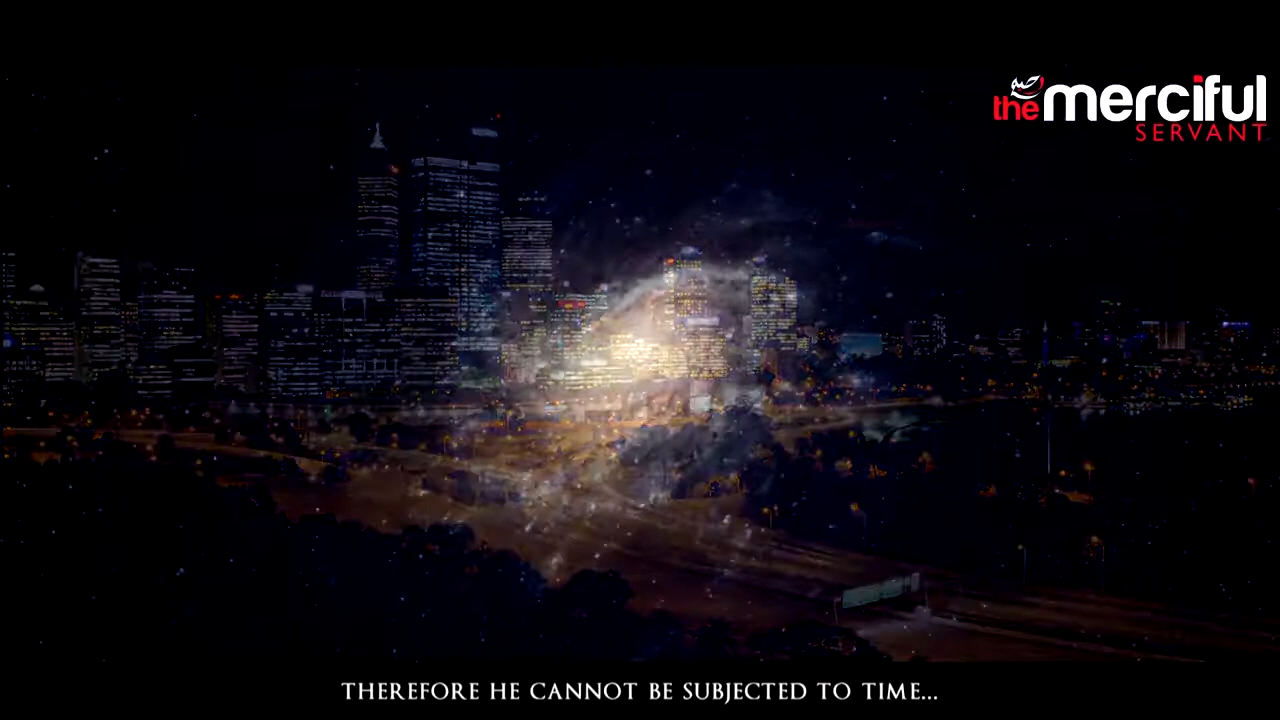 the merciful
SERVANT
THEREFORE HE CANNOT BE SUBJECTED TO TIME...